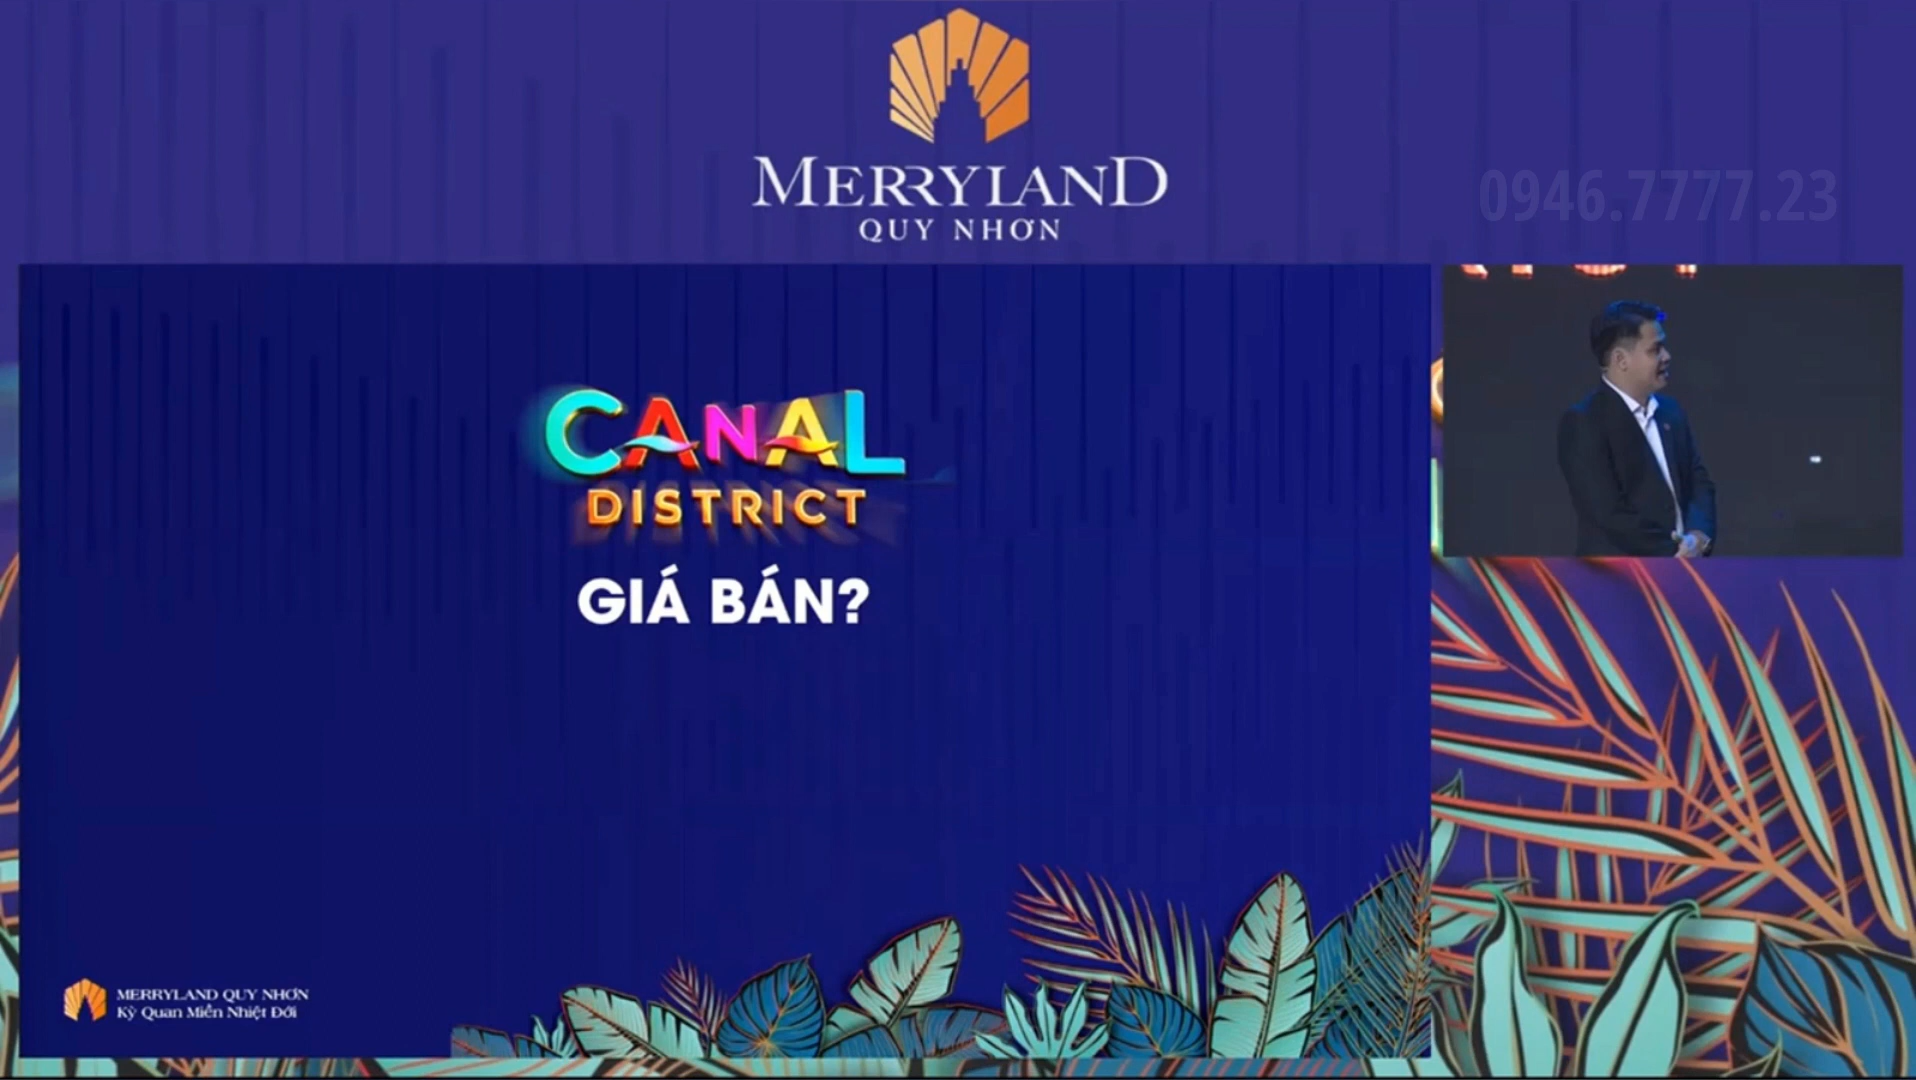 MERRYLAND
QUY NHƠN
0946.7777.23
CANAL
DISTRICT
GIÁ BÁN?
MERRYLAND QUY NHƠN
Kỳ Quan Miền Nhiệt Đới